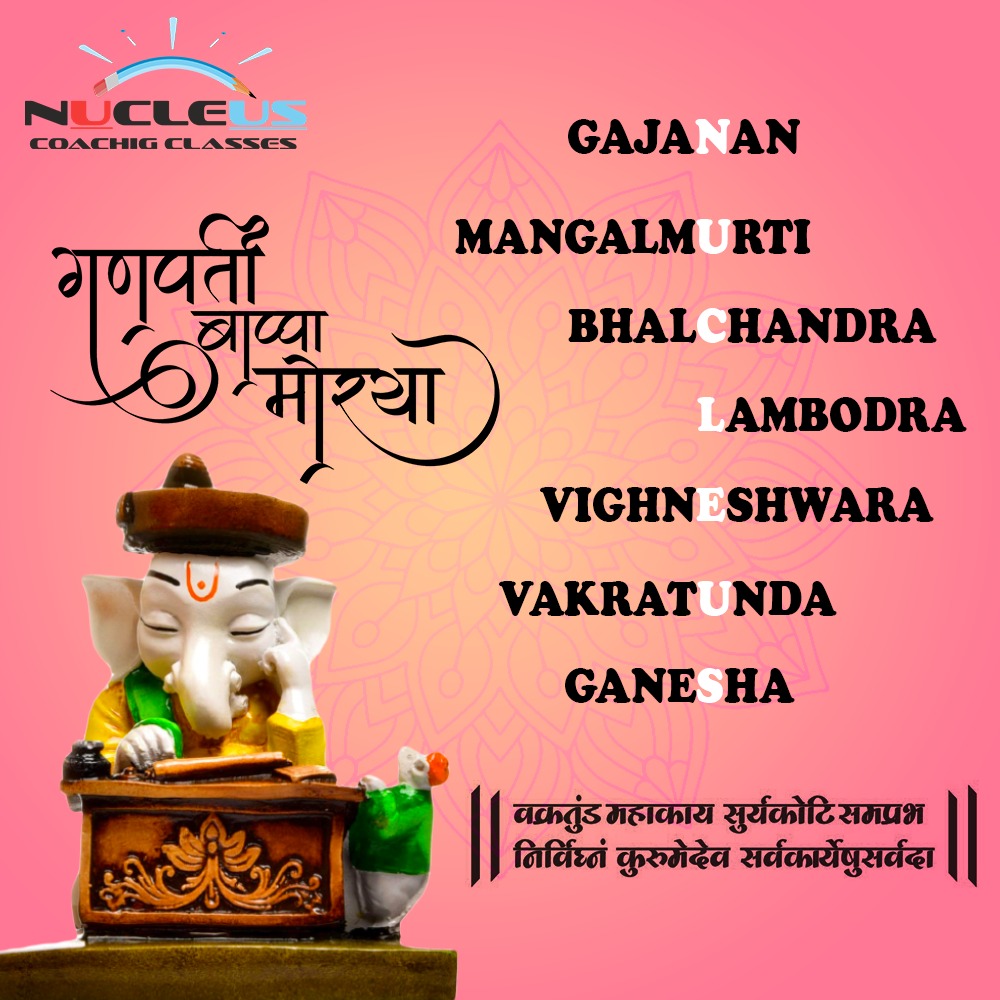 NUCLEUS
COACHIG CLASSES
गणपती
बाप्पा
मोरया
GAJANAN
MANGALMURTI
BHALCHANDRA
LAMBODRA
VIGHNESHWARA
VAKRATUNDA
GANESHA
|| वक्रतुंड महाकाय सुर्यकोटि समप्रभ
निर्विघ्नं कुरुमेदेव सर्वकार्येषुसर्वदा ||